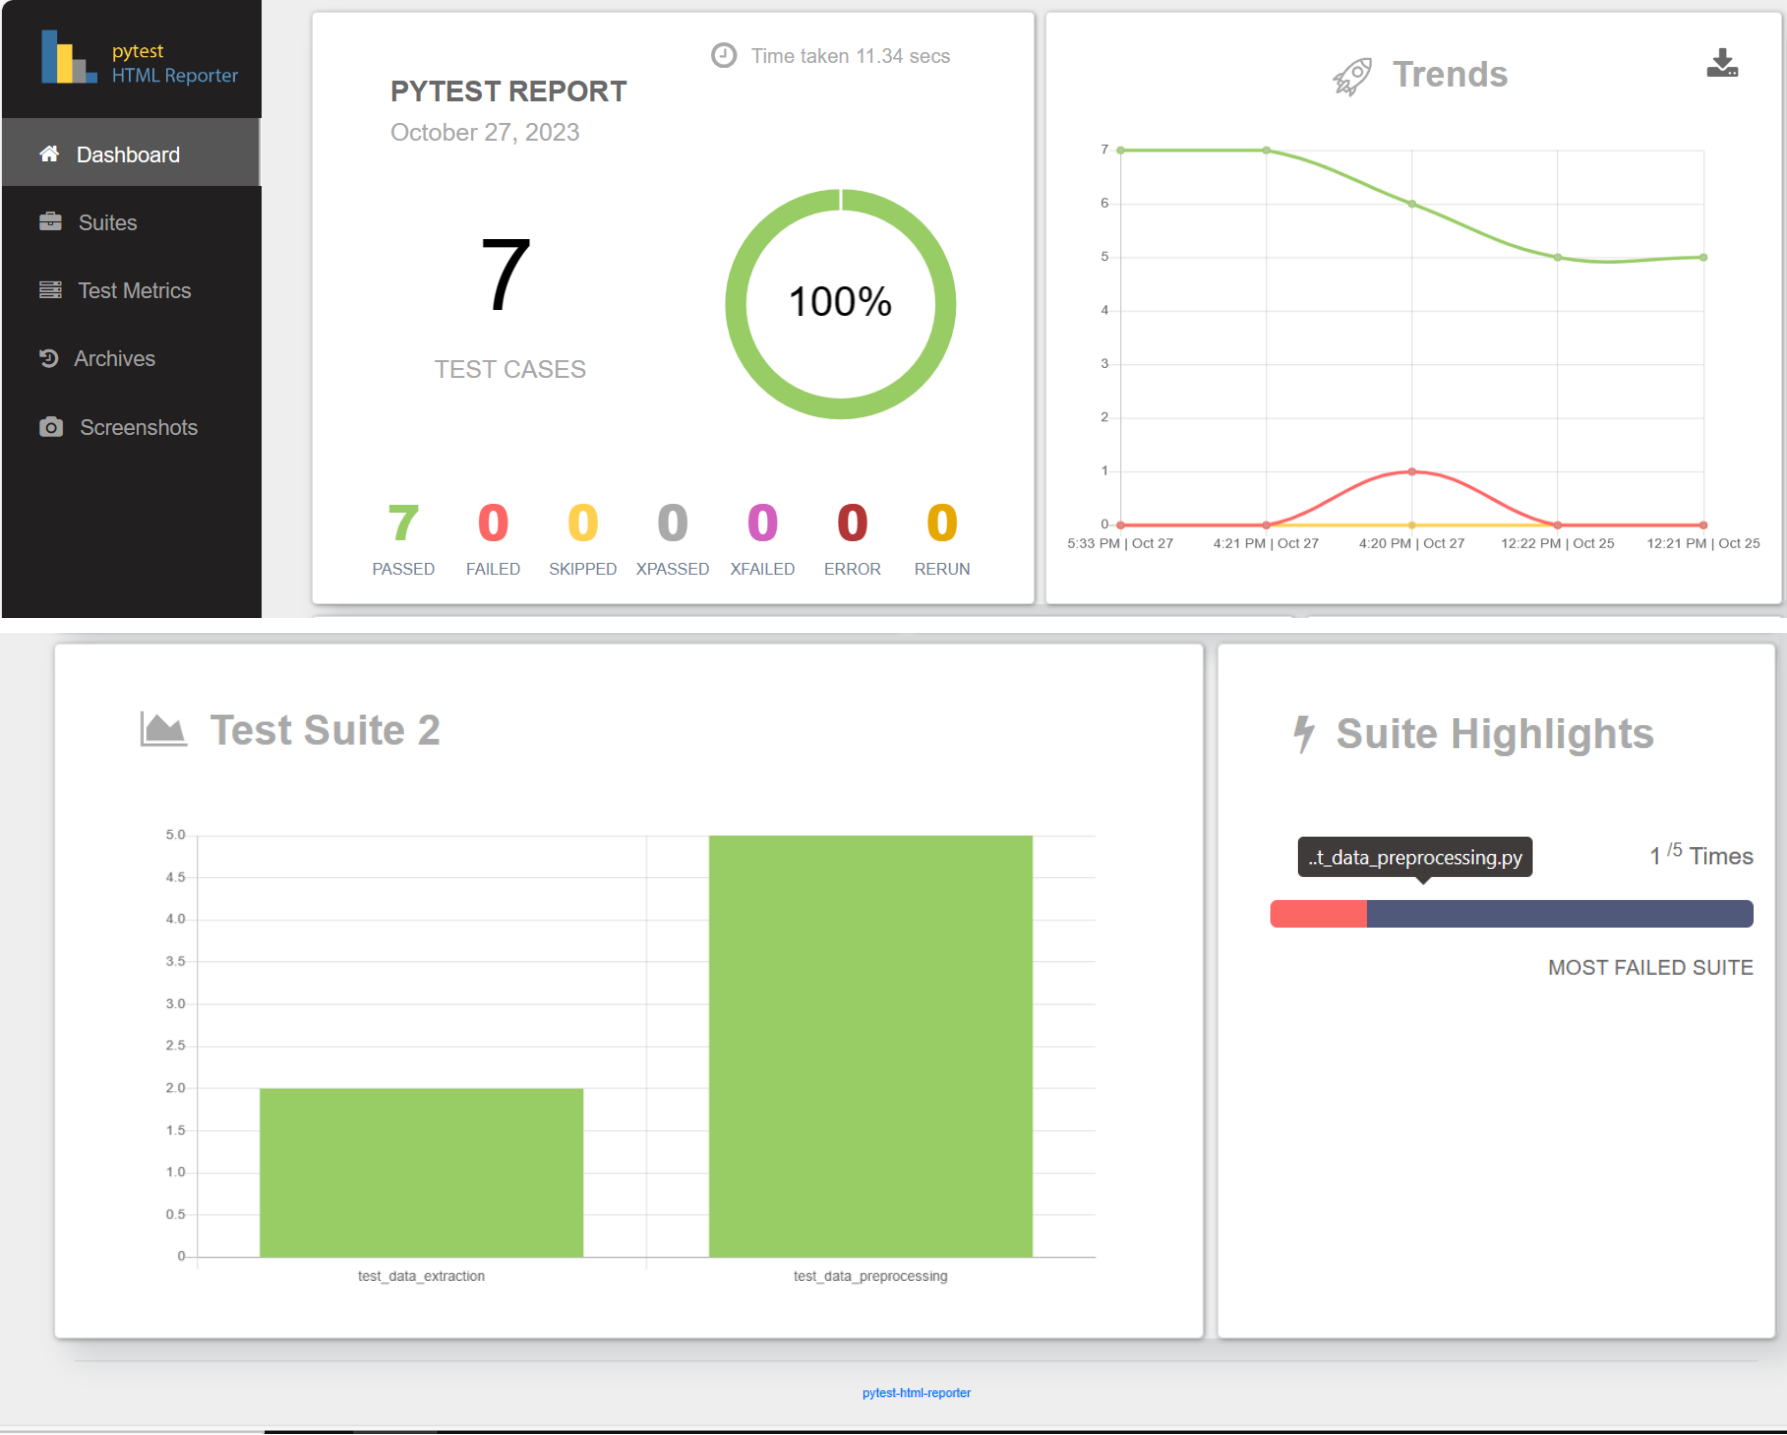 pytest
HTML Reporter
Dashboard
Suites
Test Metrics
Archives
Screenshots
Time taken 11.34 secs
PYTEST REPORT
October 27, 2023
7
TEST CASES
100%
7 0 0 0 0 0 0
PASSED FAILED SKIPPED XPASSED XFAILED ERROR RERUN
Trends
7
6
5
4
3
2
1
0
5:33 PM | Oct 27 4:21 PM | Oct 27 4:20 PM | Oct 27 12:22 PM | Oct 25 12:21 PM | Oct 25
Test Suite 2
5.0
4.5
4.0
3.5
3.0
2.5
2.0
1.5
1.0
0.5
0
test_data_extraction test_data_preprocessing
Suite Highlights
..t_data_preprocessing.py
1 /5 Times
MOST FAILED SUITE
pytest-html-reporter